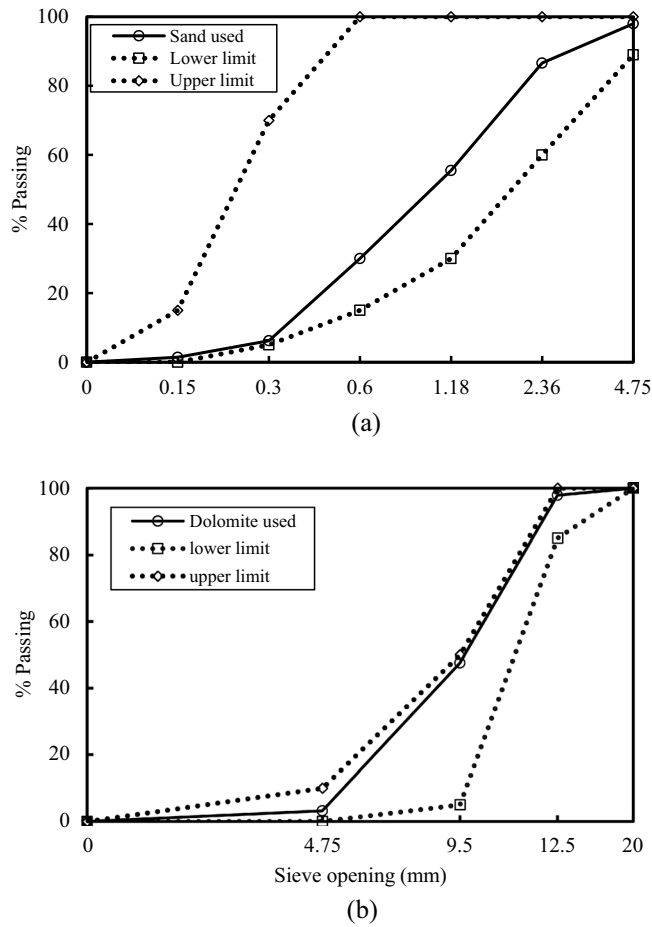 100
80
60
40
20
0
% Passing
Sand used
Lower limit
Upper limit
0 0.15 0.3 0.6 1.18 2.36 4.75
(a)
100
80
60
40
20
0
% Passing
Dolomite used
lower limit
upper limit
0 4.75 9.5 12.5 20
Sieve opening (mm)
(b)